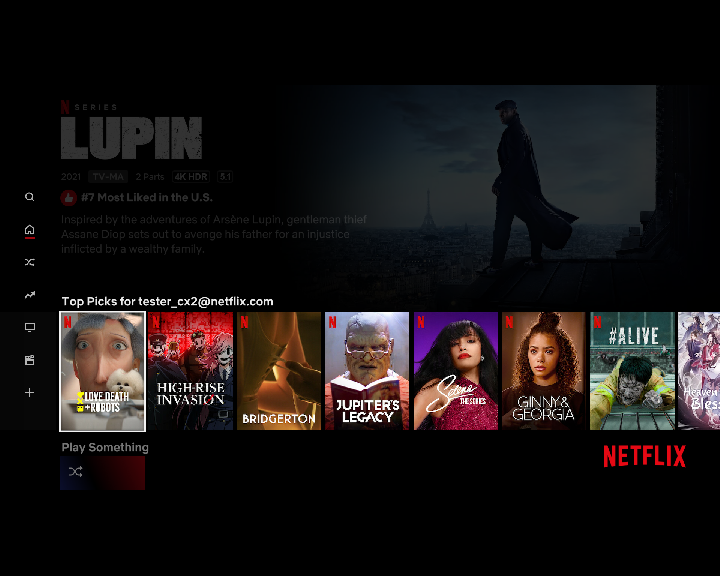 N SERIES
LUPIN
2021 TV-MA 2 Parts 4K HDR 5.1
#7 Most Liked in the U.S.
Inspired by the adventures of Arsène Lupin, gentleman thief
Assane Diop sets out to avenge his father for an injustice
inflicted by a wealthy family.
Top Picks for tester_cx2@netflix.com
N
LOVE DEATH
+ROBOTS
N
HIGH-RISE
INVASION
N
BRIDGERTON
N
JUPITER'S
LEGACY
N
Selena
THE SERIES
N
GINNY&
GEORGIA
N
#ALIVE
Heaven
Bless
Play Something
NETFLIX